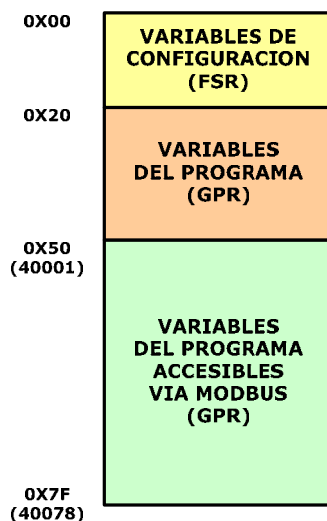 0X00
VARIABLES DE
CONFIGURACION
(FSR)
0X20
VARIABLES
DEL PROGRAMA
(GPR)
0X50
(40001)
VARIABLES
DEL PROGRAMA
ACCESIBLES
VIA MODBUS
(GPR)
0X7F
(40078)